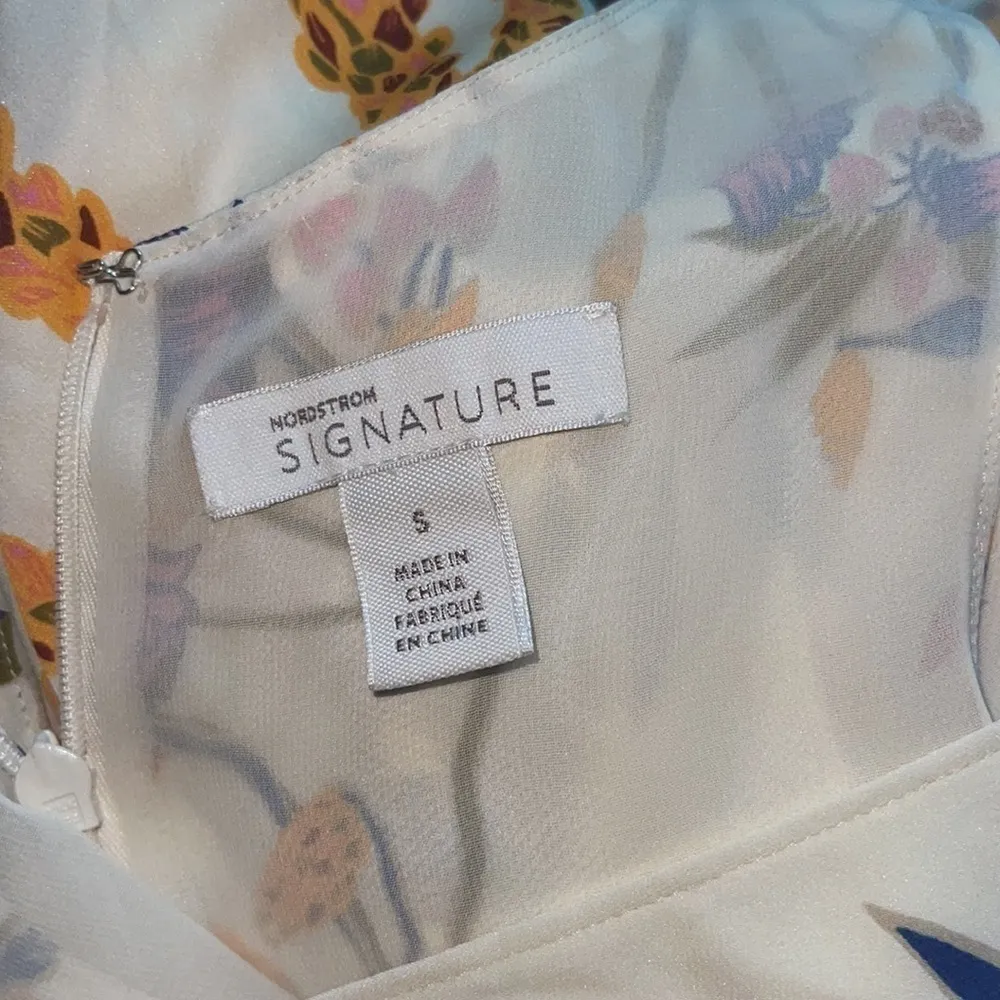 NORDSTROM
SIGNATURE
S
MADE IN
CHINA
FABRIQUÉ
EN CHINE